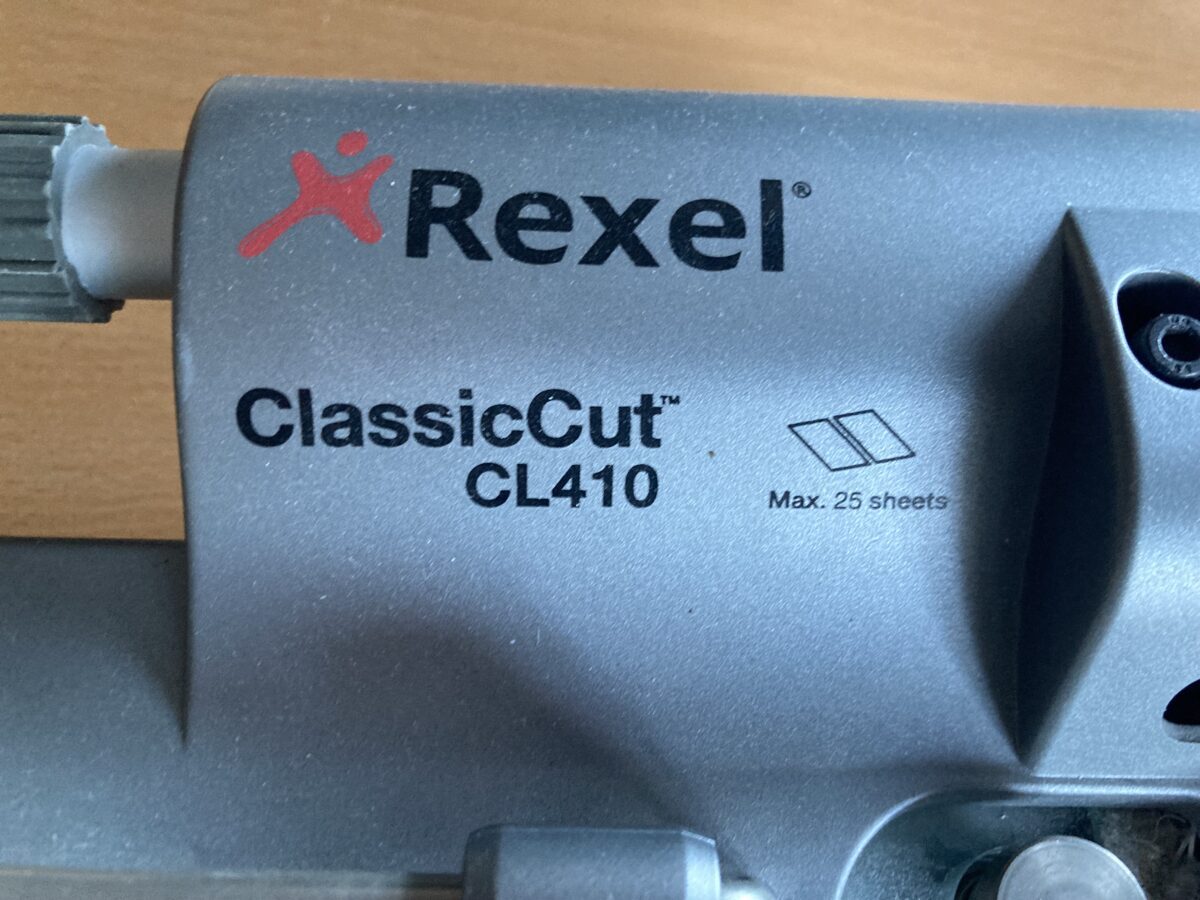 Rexel®
ClassicCut™
CL410
Max. 25 sheets